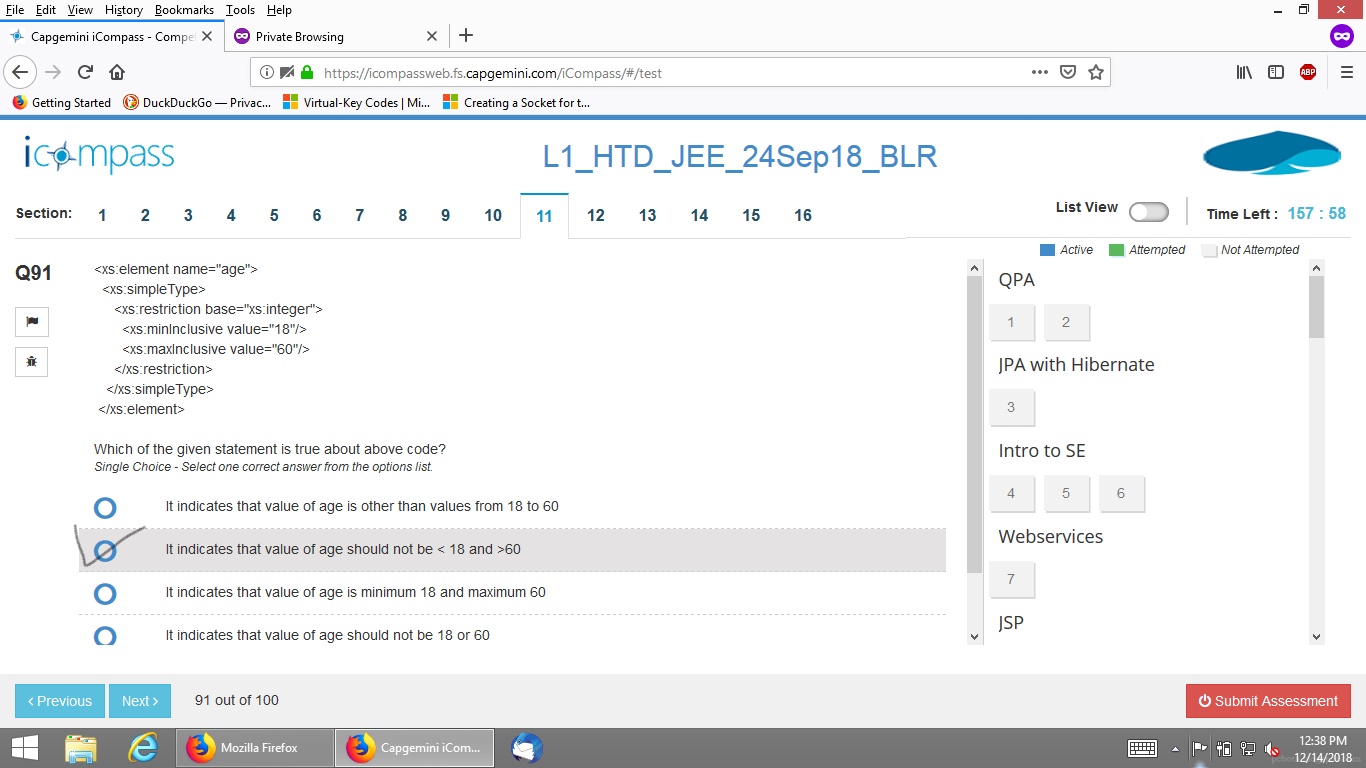 File Edit View History Bookmarks Tools Help
Capgemini iCompass - Compe
Private Browsing
https://icompassweb.fs.capgemini.com/iCompass/#/test
ABP
Getting Started
DuckDuckGo — Privac...
Virtual-Key Codes | Mi...
Creating a Socket for t...
icompass
L1_HTD_JEE_24Sep18_BLR
Section: 1 2 3 4 5 6 7 8 9 10 11 12 13 14 15 16
List View
Time Left : 157 : 58
Active Attempted Not Attempted
Q91
<xs:element name="age">
<xs:simpleType>
<xs:restriction base="xs:integer">
<xs:minInclusive value="18"/>
<xs:maxInclusive value="60"/>
</xs:restriction>
</xs:simpleType>
</xs:element>
Which of the given statement is true about above code?
Single Choice - Select one correct answer from the options list.
It indicates that value of age is other than values from 18 to 60
It indicates that value of age should not be < 18 and >60
It indicates that value of age is minimum 18 and maximum 60
It indicates that value of age should not be 18 or 60
QPA
1 2
JPA with Hibernate
3
Intro to SE
4 5 6
Webservices
7
JSP
‹ Previous
Next ›
91 out of 100
Submit Assessment
Mozilla Firefox
Capgemini iCom...
12:38 PM
12/14/2018